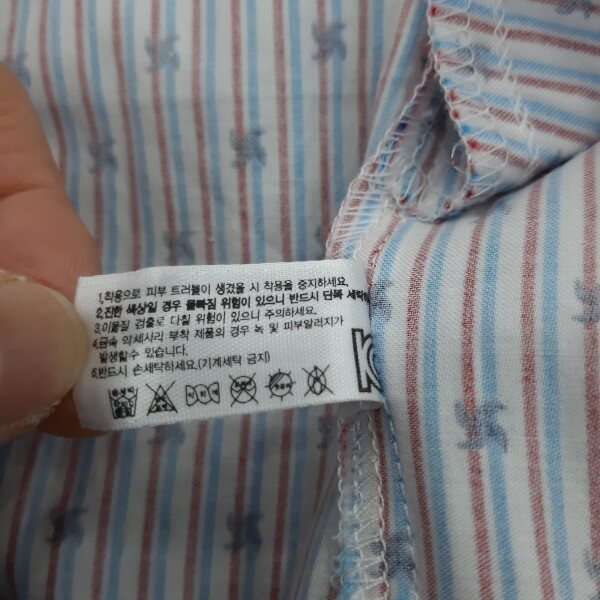 1.착용으로 피부 트러블이 생겼을 시 착용을 중지하세요.
2.진한 색상일 경우 물빠짐 위험이 있으니 반드시 단독 세탁
3.이물질 검출로 다칠 위험이 있으니 주의하세요.
4.금속 악세사리 부착 제품의 경우 녹 및 피부알러지가
발생할수 있습니다.
5.반드시 손세탁하세요.(기계세탁 금지)